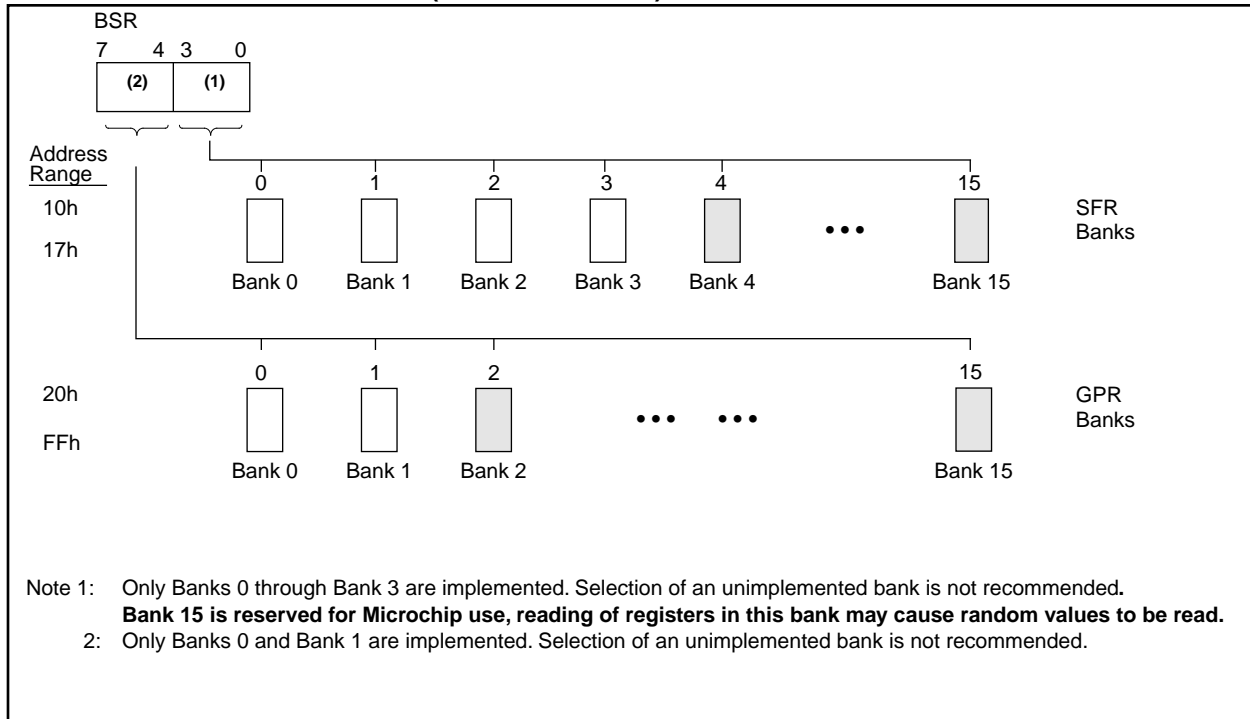 BSR
7 4 3 0
(2) (1)
Address
Range
0 1 2 3 4 15
10h
17h
SFR
Banks
• • •
Bank 0 Bank 1 Bank 2 Bank 3 Bank 4 Bank 15
0 1 2 15
20h
FFh
GPR
Banks
• • • • • •
Bank 0 Bank 1 Bank 2 Bank 15
Note 1: Only Banks 0 through Bank 3 are implemented. Selection of an unimplemented bank is not recommended.
Bank 15 is reserved for Microchip use, reading of registers in this bank may cause random values to be read.
2: Only Banks 0 and Bank 1 are implemented. Selection of an unimplemented bank is not recommended.